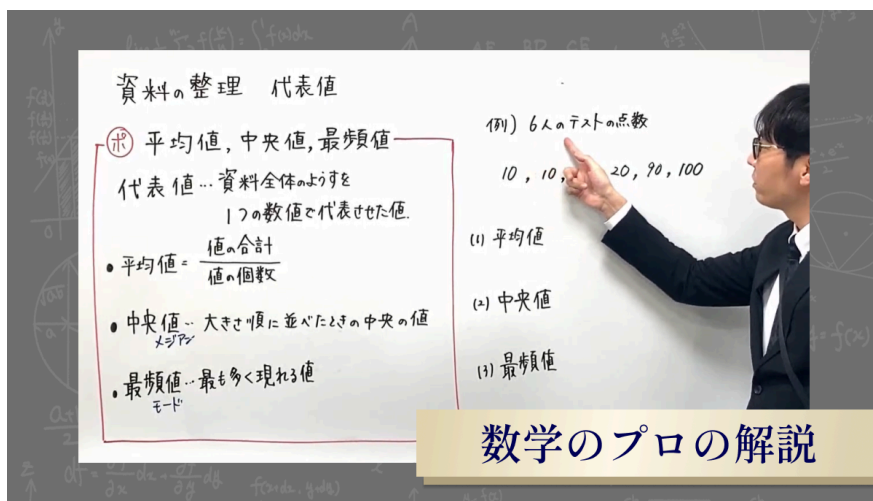 資料の整理 代表値
ポ 平均値, 中央値, 最頻値
代表値…資料全体のようすを
1つの数値で代表させた値.
・平均値 = 値の合計
値の個数
・中央値… 大きさ順に並べたときの中央の値
メジアン
・最頻値…最も多く現れる値
モード
例) 6人のテストの点数
10, 10, 20, 90, 100
(1) 平均値
(2) 中央値
(3) 最頻値
数学のプロの解説